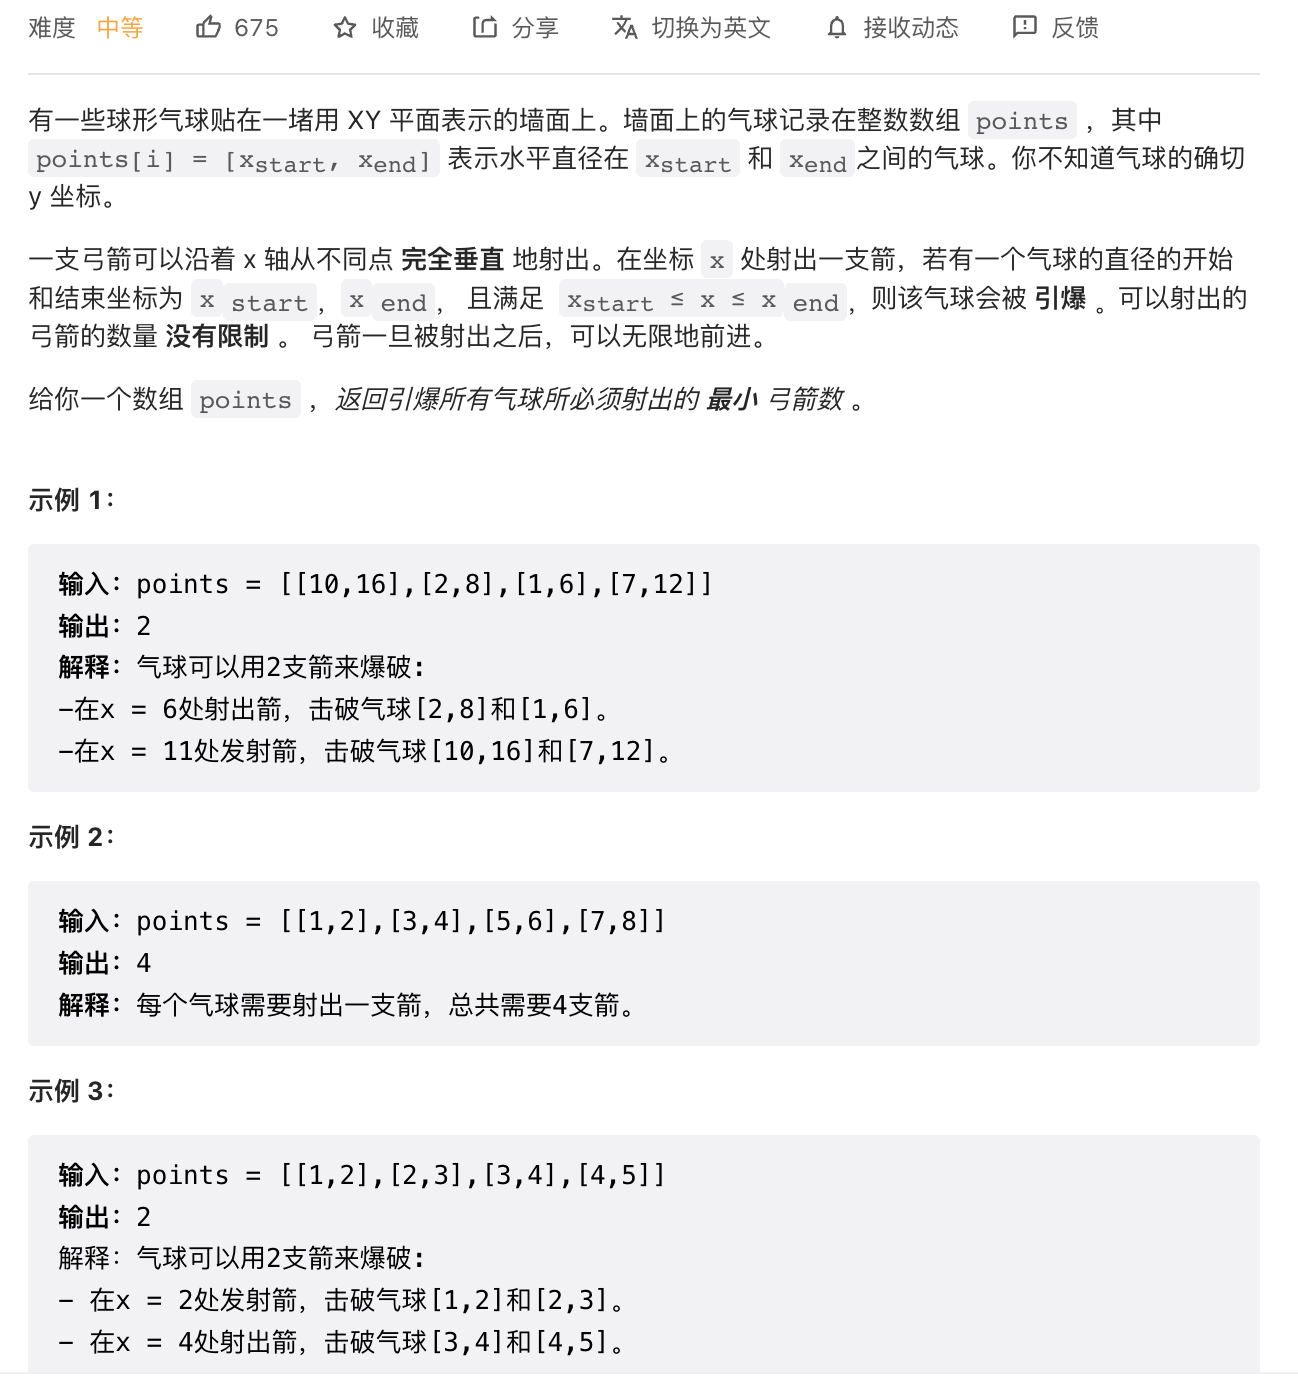 难度 中等 675 收藏 分享 切换为英文 接收动态 反馈
有一些球形气球贴在一堵用 XY 平面表示的墙面上。墙面上的气球记录在整数数组 points ，其中
points[i] = [xstart, xend] 表示水平直径在 xstart 和 xend之间的气球。你不知道气球的确切
y 坐标。
一支弓箭可以沿着 x 轴从不同点 完全垂直 地射出。在坐标 x 处射出一支箭，若有一个气球的直径的开始
和结束坐标为 x start，x end， 且满足 xstart ≤ x ≤ x end，则该气球会被 引爆 。可以射出的
弓箭的数量 没有限制 。 弓箭一旦被射出之后，可以无限地前进。
给你一个数组 points ，返回引爆所有气球所必须射出的 最小 弓箭数 。
示例 1：
输入：points = [[10,16],[2,8],[1,6],[7,12]]
输出：2
解释：气球可以用2支箭来爆破:
-在x = 6处射出箭，击破气球[2,8]和[1,6]。
-在x = 11处发射箭，击破气球[10,16]和[7,12]。
示例 2：
输入：points = [[1,2],[3,4],[5,6],[7,8]]
输出：4
解释：每个气球需要射出一支箭，总共需要4支箭。
示例 3：
输入：points = [[1,2],[2,3],[3,4],[4,5]]
输出：2
解释：气球可以用2支箭来爆破:
- 在x = 2处发射箭，击破气球[1,2]和[2,3]。
- 在x = 4处射出箭，击破气球[3,4]和[4,5]。